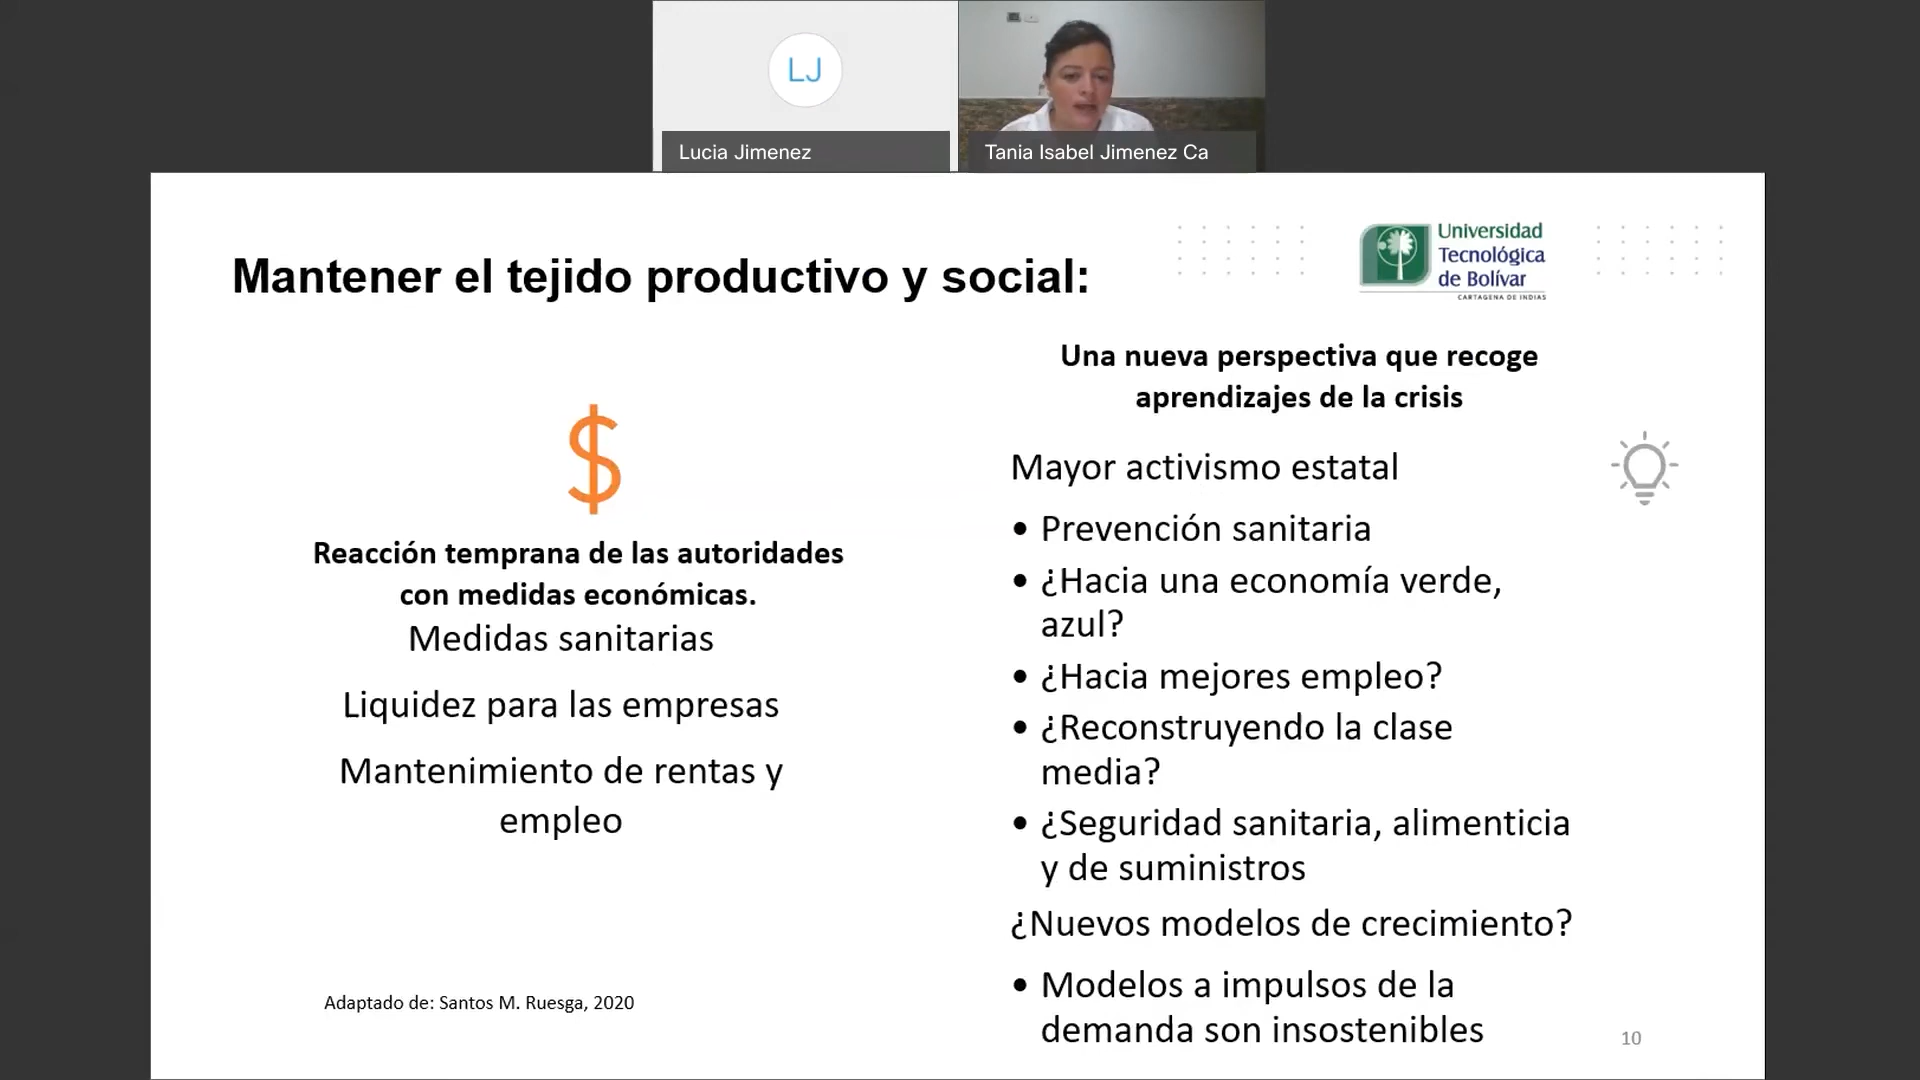 LJ
Lucia Jimenez
Tania Isabel Jimenez Ca
Mantener el tejido productivo y social:
Universidad
Tecnológica
de Bolívar
CARTAGENA DE INDIAS
$
Reacción temprana de las autoridades
con medidas económicas.
Medidas sanitarias
Liquidez para las empresas
Mantenimiento de rentas y
empleo
Adaptado de: Santos M. Ruesga, 2020
Una nueva perspectiva que recoge
aprendizajes de la crisis
Mayor activismo estatal
• Prevención sanitaria
• ¿Hacia una economía verde,
azul?
• ¿Hacia mejores empleo?
• ¿Reconstruyendo la clase
media?
• ¿Seguridad sanitaria, alimenticia
y de suministros
¿Nuevos modelos de crecimiento?
• Modelos a impulsos de la
demanda son insostenibles
10